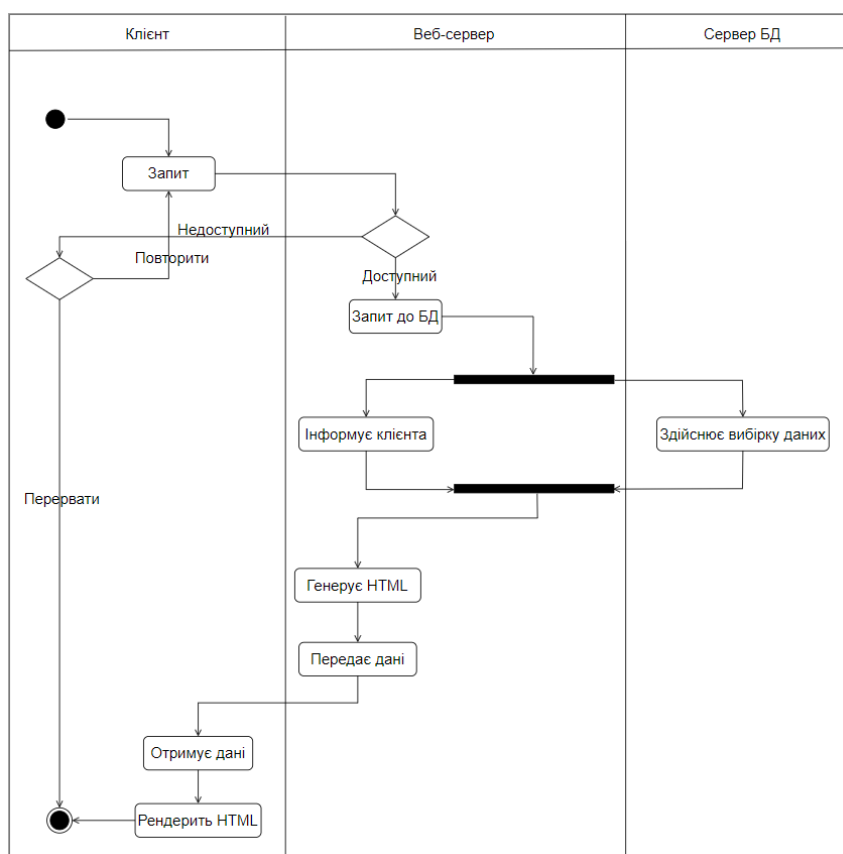 Клієнт
Веб-сервер
Сервер БД
Запит
Недоступний
Повторити
Доступний
Запит до БД
Інформує клієнта
Здійснює вибірку даних
Перервати
Генерує HTML
Передає дані
Отримує дані
Рендерить HTML